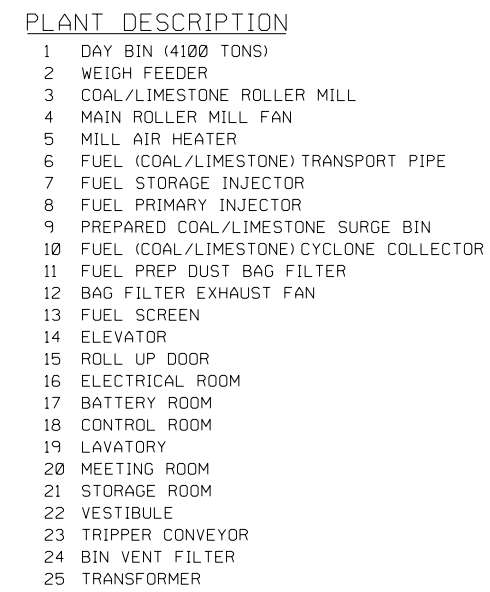 PLANT DESCRIPTION
1 DAY BIN (4100 TONS)
2 WEIGH FEEDER
3 COAL/LIMESTONE ROLLER MILL
4 MAIN ROLLER MILL FAN
5 MILL AIR HEATER
6 FUEL (COAL/LIMESTONE) TRANSPORT PIPE
7 FUEL STORAGE INJECTOR
8 FUEL PRIMARY INJECTOR
9 PREPARED COAL/LIMESTONE SURGE BIN
10 FUEL (COAL/LIMESTONE) CYCLONE COLLECTOR
11 FUEL PREP DUST BAG FILTER
12 BAG FILTER EXHAUST FAN
13 FUEL SCREEN
14 ELEVATOR
15 ROLL UP DOOR
16 ELECTRICAL ROOM
17 BATTERY ROOM
18 CONTROL ROOM
19 LAVATORY
20 MEETING ROOM
21 STORAGE ROOM
22 VESTIBULE
23 TRIPPER CONVEYOR
24 BIN VENT FILTER
25 TRANSFORMER